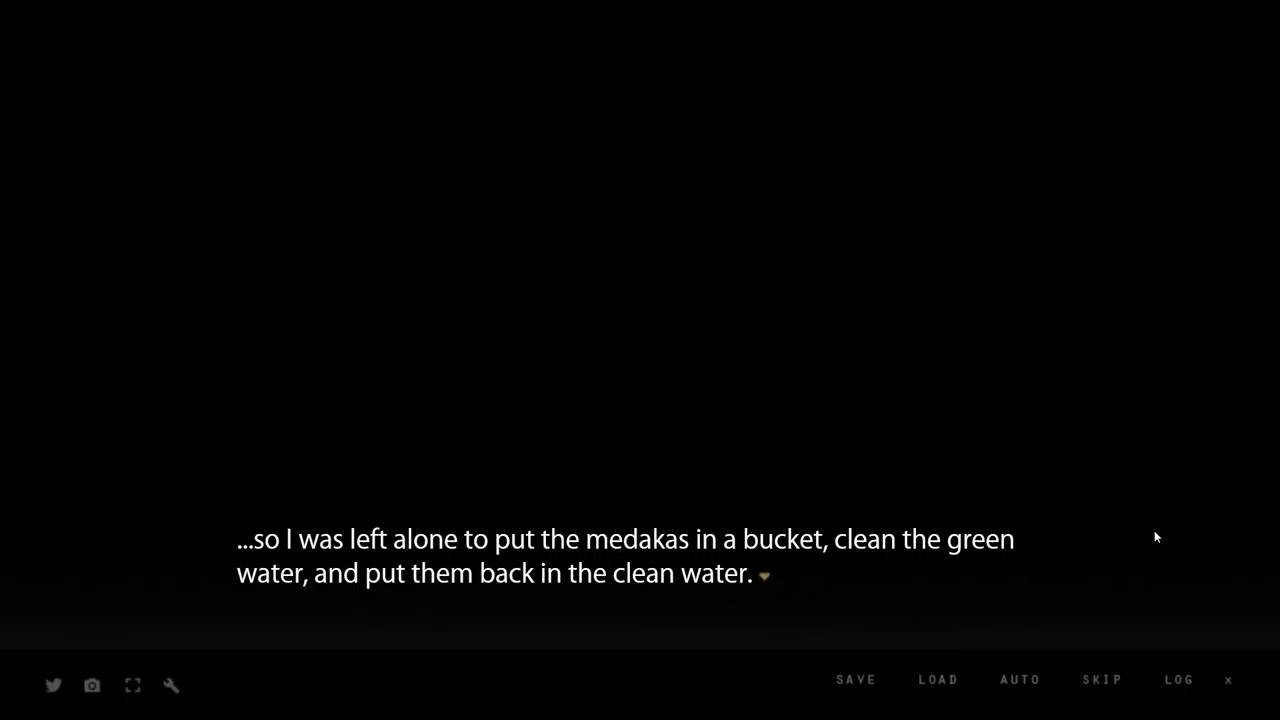 ...so I was left alone to put the medakas in a bucket, clean the green
water, and put them back in the clean water.
SAVE LOAD AUTO SKIP LOG x